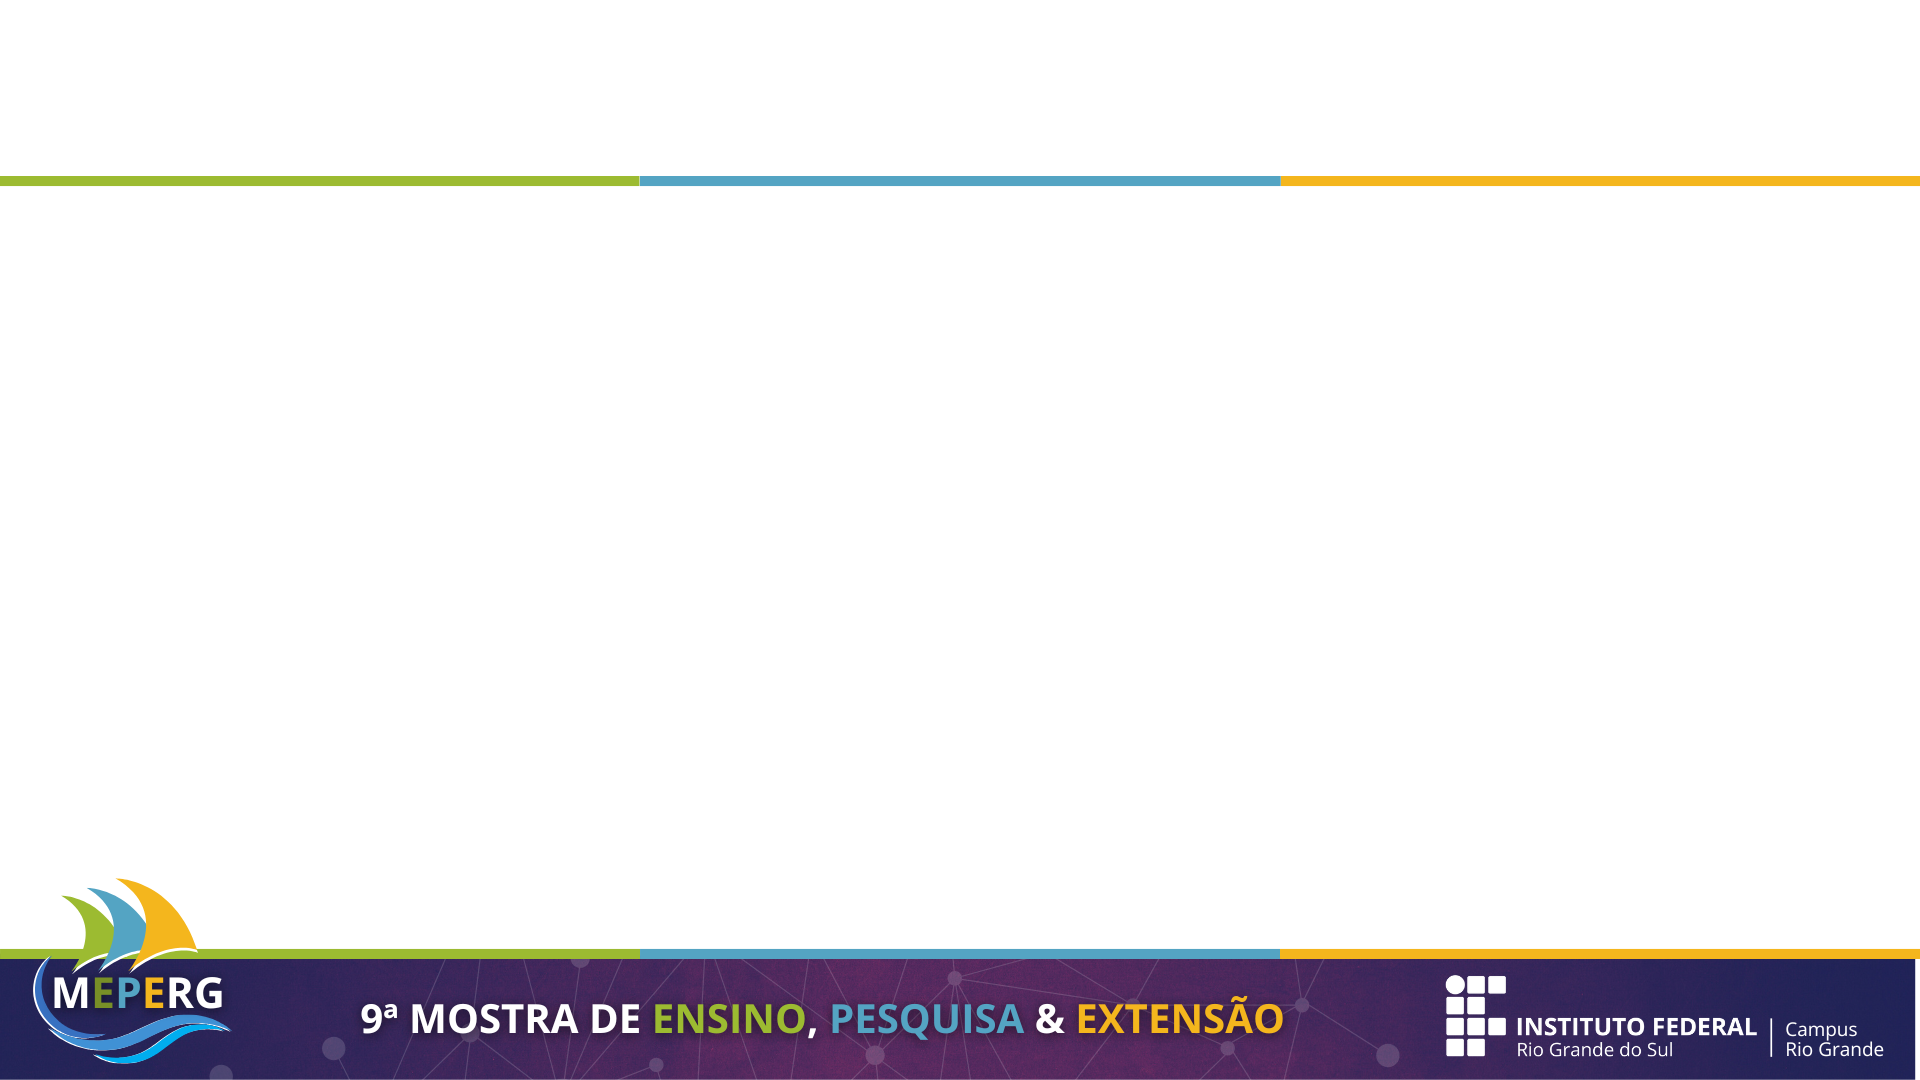 MEPERG
9ª MOSTRA DE ENSINO, PESQUISA & EXTENSÃO
INSTITUTO FEDERAL
Rio Grande do Sul
Campus
Rio Grande